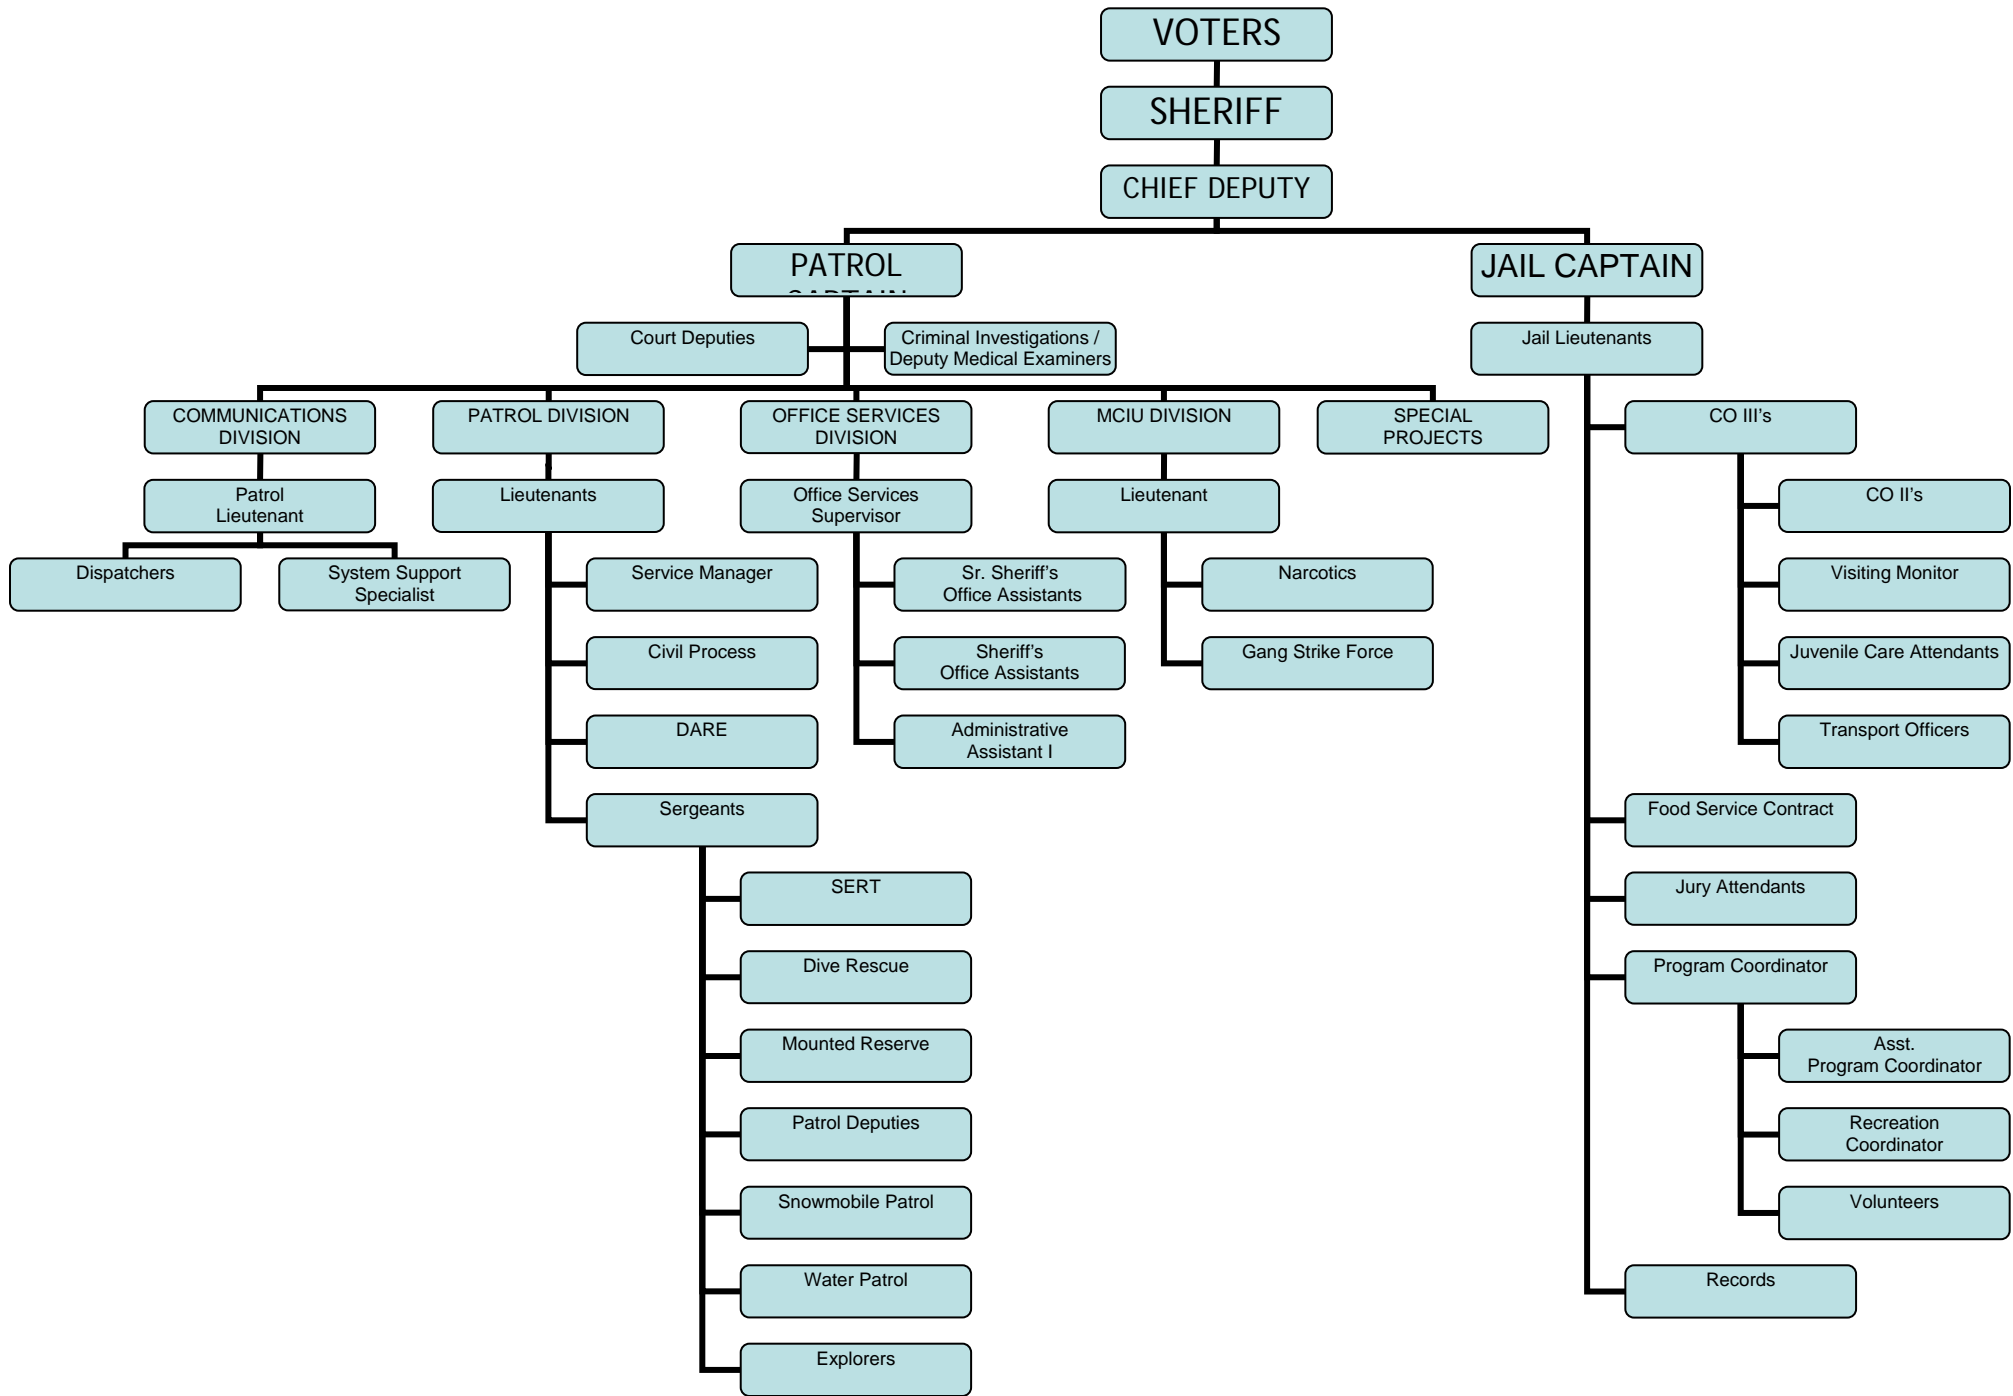 VOTERS
SHERIFF
CHIEF DEPUTY
PATROL
CAPTAIN
JAIL CAPTAIN
Court Deputies
Criminal Investigations /
Deputy Medical Examiners
Jail Lieutenants
COMMUNICATIONS
DIVISION
PATROL DIVISION
OFFICE SERVICES
DIVISION
MCIU DIVISION
SPECIAL
PROJECTS
CO III's
Patrol
Lieutenant
Lieutenants
Office Services
Supervisor
Lieutenant
CO II's
Dispatchers
System Support
Specialist
Service Manager
Sr. Sheriff's
Office Assistants
Narcotics
Visiting Monitor
Civil Process
Sheriff's
Office Assistants
Gang Strike Force
Juvenile Care Attendants
DARE
Administrative
Assistant I
Transport Officers
Sergeants
Food Service Contract
SERT
Jury Attendants
Dive Rescue
Program Coordinator
Mounted Reserve
Asst.
Program Coordinator
Patrol Deputies
Recreation
Coordinator
Snowmobile Patrol
Volunteers
Water Patrol
Records
Explorers